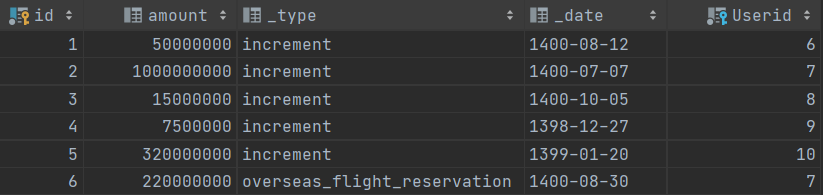 id amount _type _date Userid
1 50000000 increment 1400-08-12 6
2 1000000000 increment 1400-07-07 7
3 15000000 increment 1400-10-05 8
4 7500000 increment 1398-12-27 9
5 320000000 increment 1399-01-20 10
6 220000000 overseas_flight_reservation 1400-08-30 7